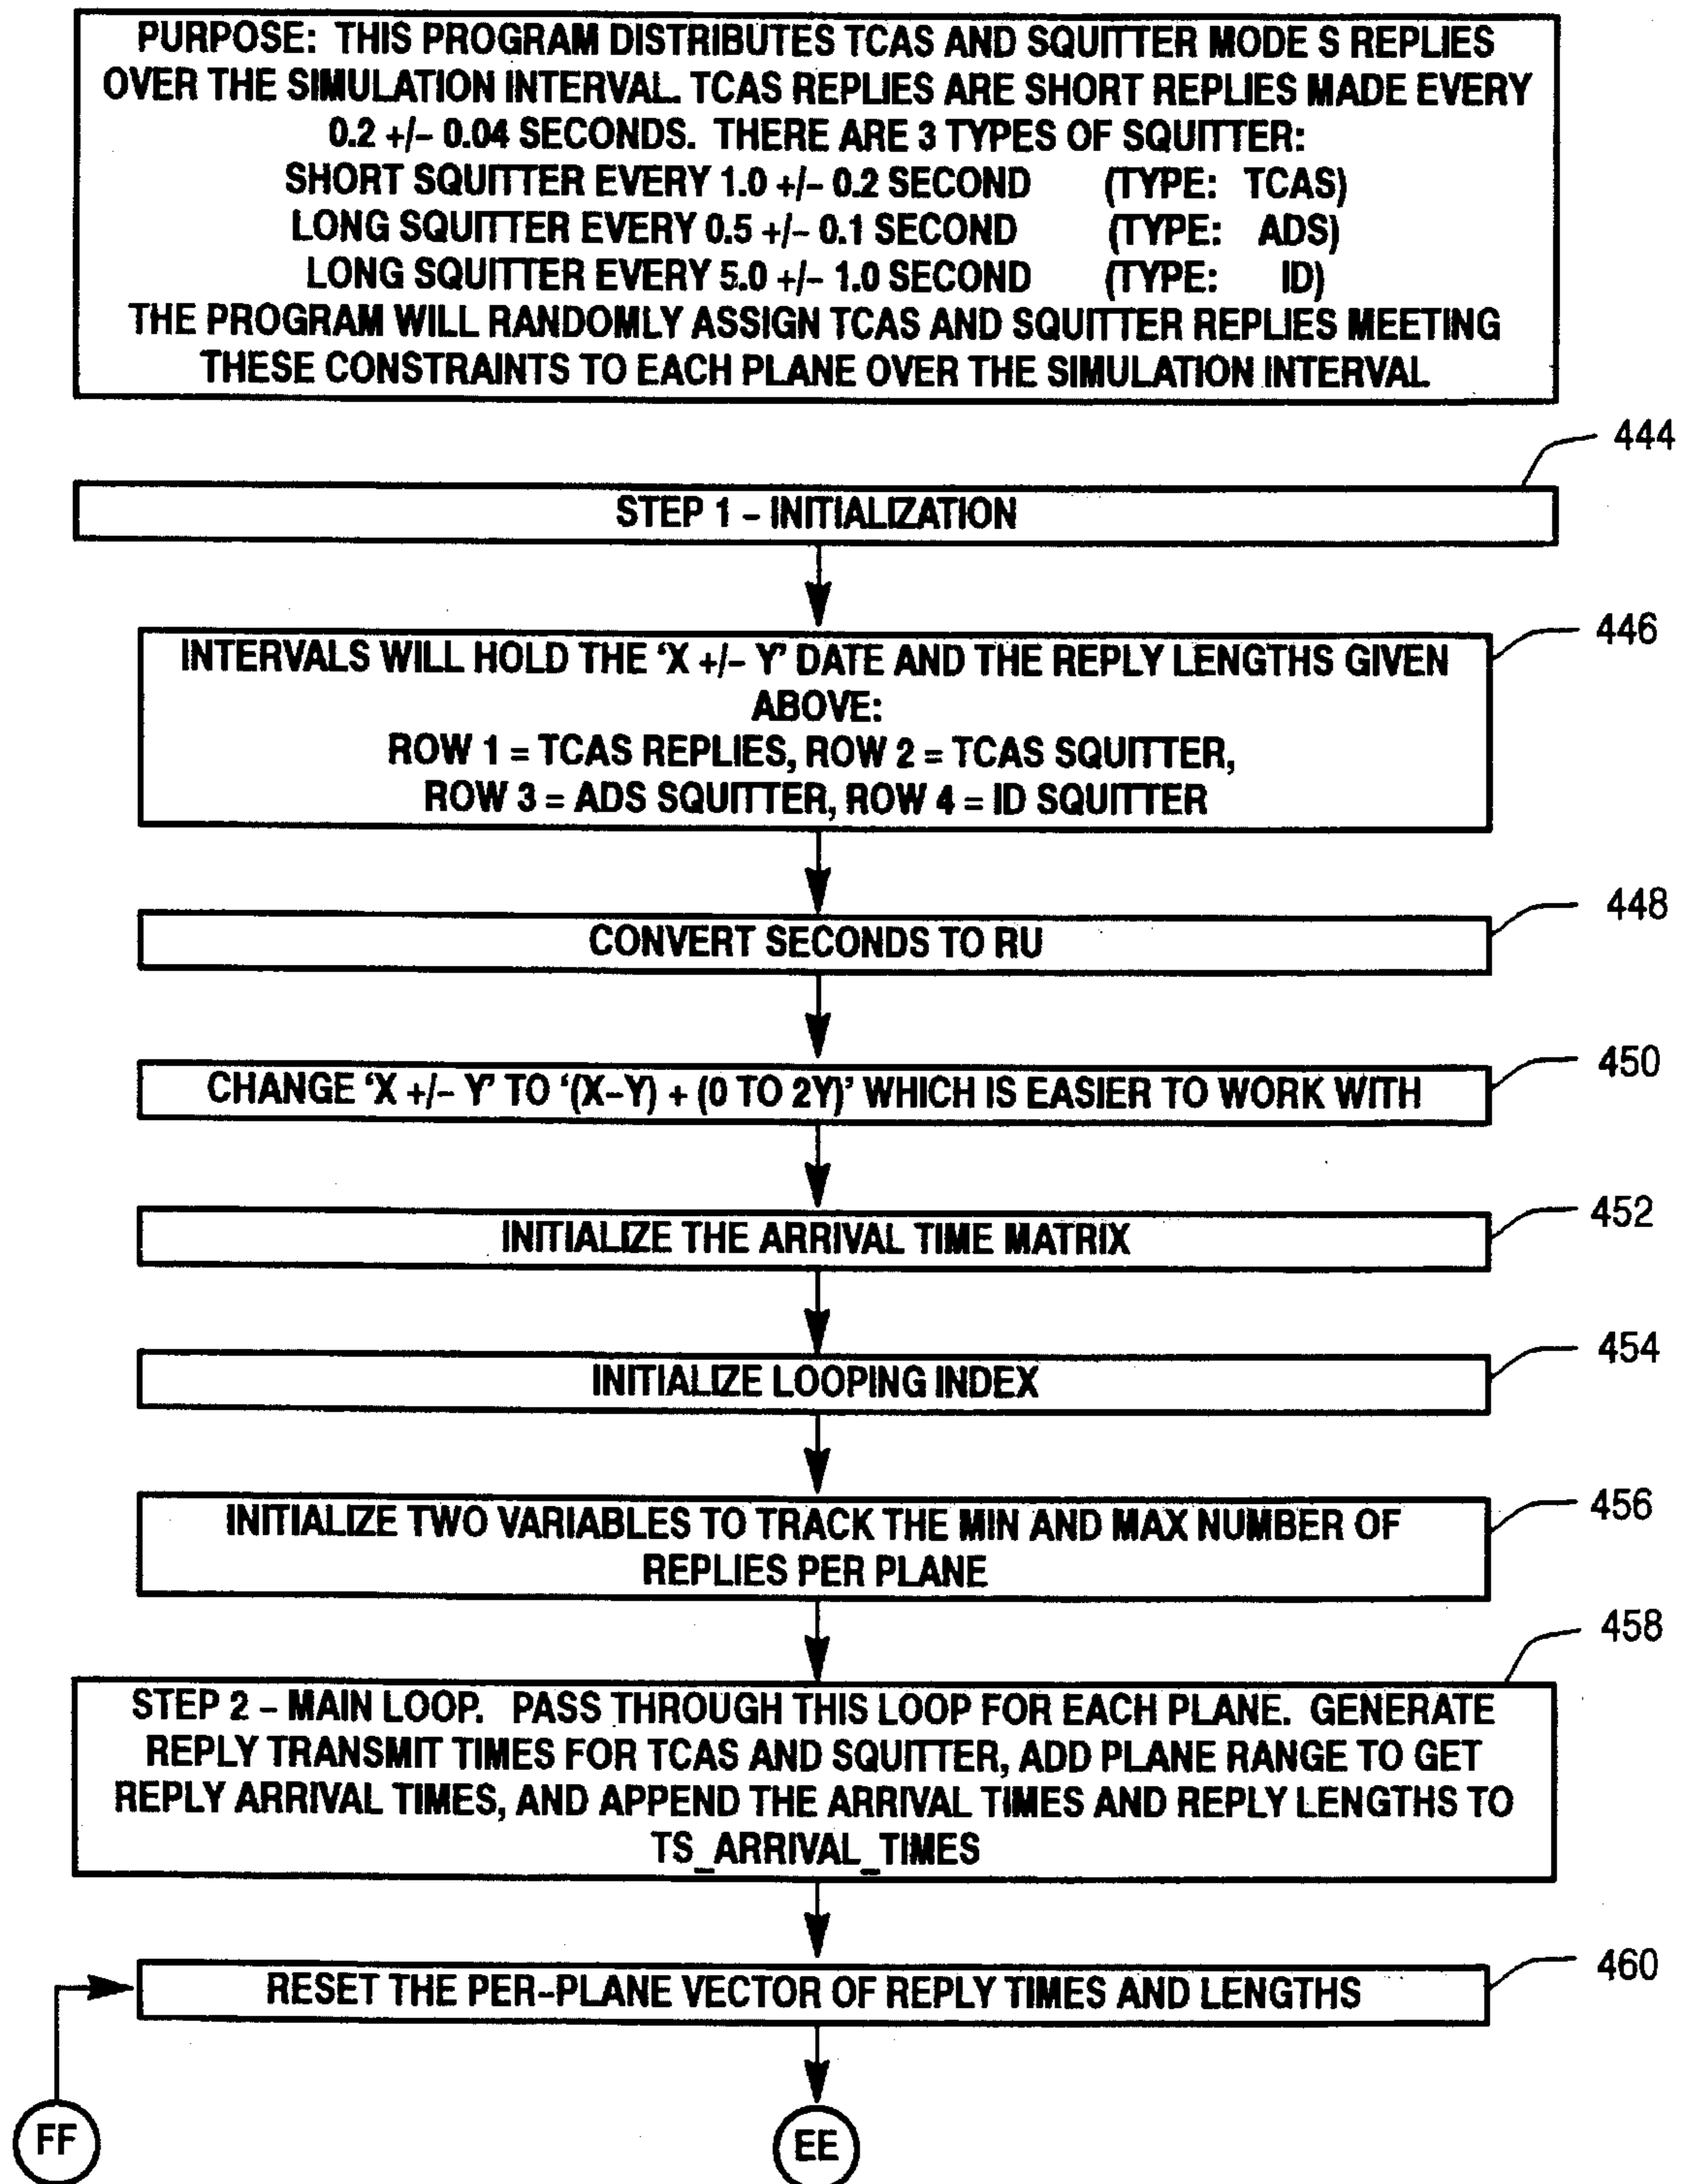 PURPOSE: THIS PROGRAM DISTRIBUTES TCAS AND SQUITTER MODE S REPLIES
OVER THE SIMULATION INTERVAL. TCAS REPLIES ARE SHORT REPLIES MADE EVERY
0.2 +/- 0.04 SECONDS. THERE ARE 3 TYPES OF SQUITTER:
SHORT SQUITTER EVERY 1.0 +/- 0.2 SECOND (TYPE: TCAS)
LONG SQUITTER EVERY 0.5 +/- 0.1 SECOND (TYPE: ADS)
LONG SQUITTER EVERY 5.0 +/- 1.0 SECOND (TYPE: ID)
THE PROGRAM WILL RANDOMLY ASSIGN TCAS AND SQUITTER REPLIES MEETING
THESE CONSTRAINTS TO EACH PLANE OVER THE SIMULATION INTERVAL
444
STEP 1 - INITIALIZATION
446
INTERVALS WILL HOLD THE 'X +/- Y' DATE AND THE REPLY LENGTHS GIVEN
ABOVE:
ROW 1 = TCAS REPLIES, ROW 2 = TCAS SQUITTER,
ROW 3 = ADS SQUITTER, ROW 4 = ID SQUITTER
448
CONVERT SECONDS TO RU
450
CHANGE 'X +/- Y' TO '(X-Y) + (0 TO 2Y)' WHICH IS EASIER TO WORK WITH
452
INITIALIZE THE ARRIVAL TIME MATRIX
454
INITIALIZE LOOPING INDEX
456
INITIALIZE TWO VARIABLES TO TRACK THE MIN AND MAX NUMBER OF
REPLIES PER PLANE
458
STEP 2 - MAIN LOOP. PASS THROUGH THIS LOOP FOR EACH PLANE. GENERATE
REPLY TRANSMIT TIMES FOR TCAS AND SQUITTER, ADD PLANE RANGE TO GET
REPLY ARRIVAL TIMES, AND APPEND THE ARRIVAL TIMES AND REPLY LENGTHS TO
TS_ARRIVAL_TIMES
460
RESET THE PER-PLANE VECTOR OF REPLY TIMES AND LENGTHS
FF
EE